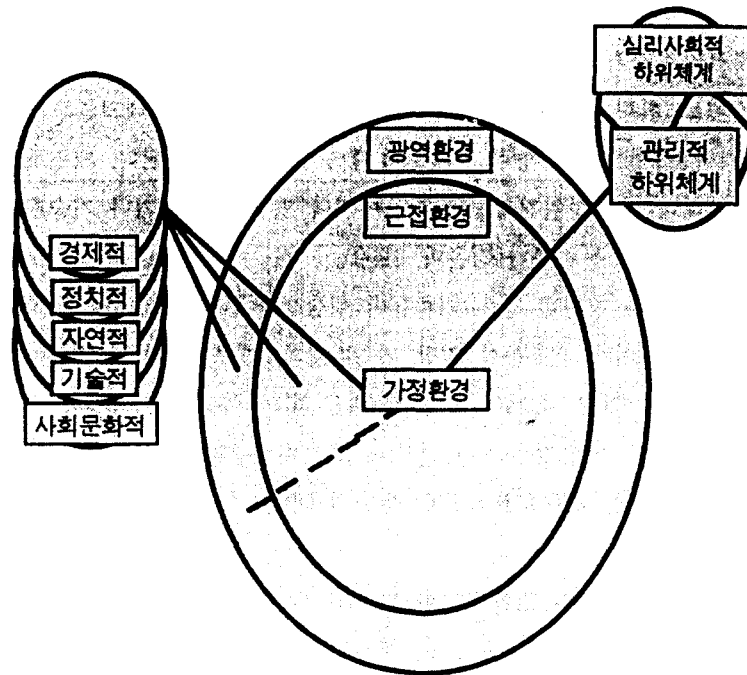 심리사회적
하위체계
관리적
하위체계
광역환경
근접환경
가정환경
경제적
정치적
자연적
기술적
사회문화적